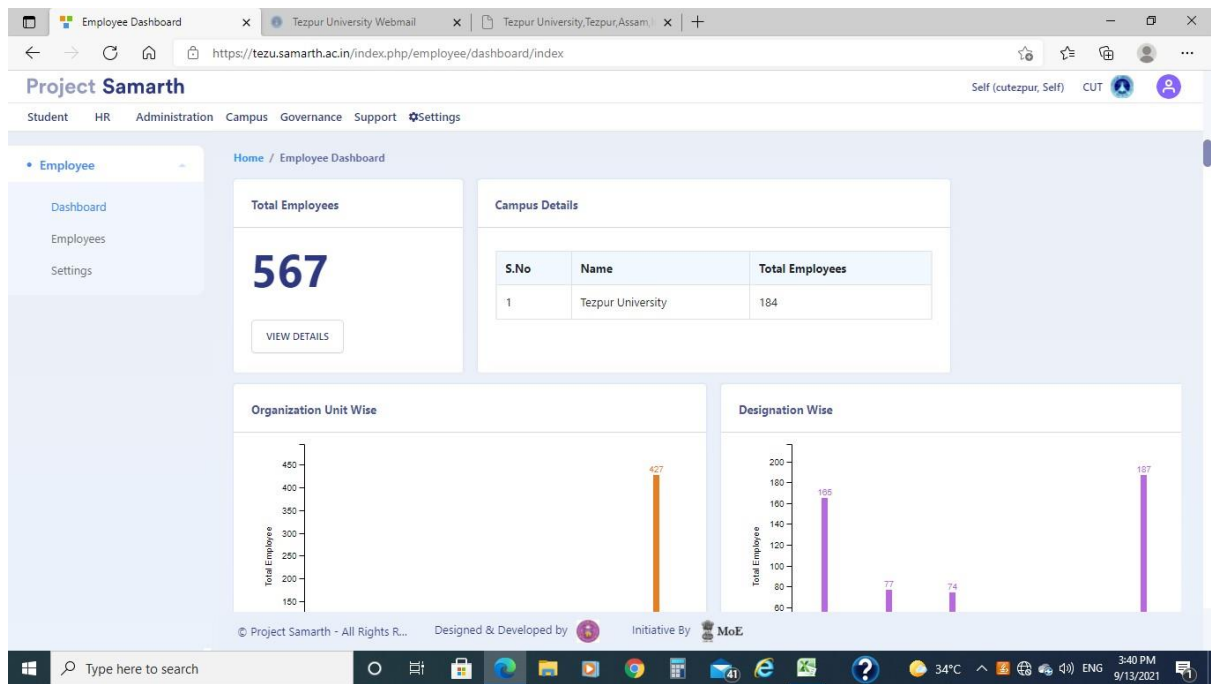 Employee Dashboard
Tezpur University Webmail
Tezpur University,Tezpur,Assam,
https://tezu.samarth.ac.in/index.php/employee/dashboard/index
Project Samarth
Self (cutezpur, Self) CUT
Student HR Administration Campus Governance Support Settings
Employee
Home / Employee Dashboard
Dashboard
Employees
Settings
Total Employees
567
VIEW DETAILS
Campus Details
S.No Name Total Employees
1 Tezpur University 184
Organization Unit Wise
Total Employee
450
400
350
300
250
200
150
427
Designation Wise
Total Employee
200
180
160
140
120
100
80
60
165
77
74
187
© Project Samarth - All Rights R... Designed & Developed by Initiative By MoE
Type here to search
41
34°C ENG 3:40 PM
9/13/2021
1